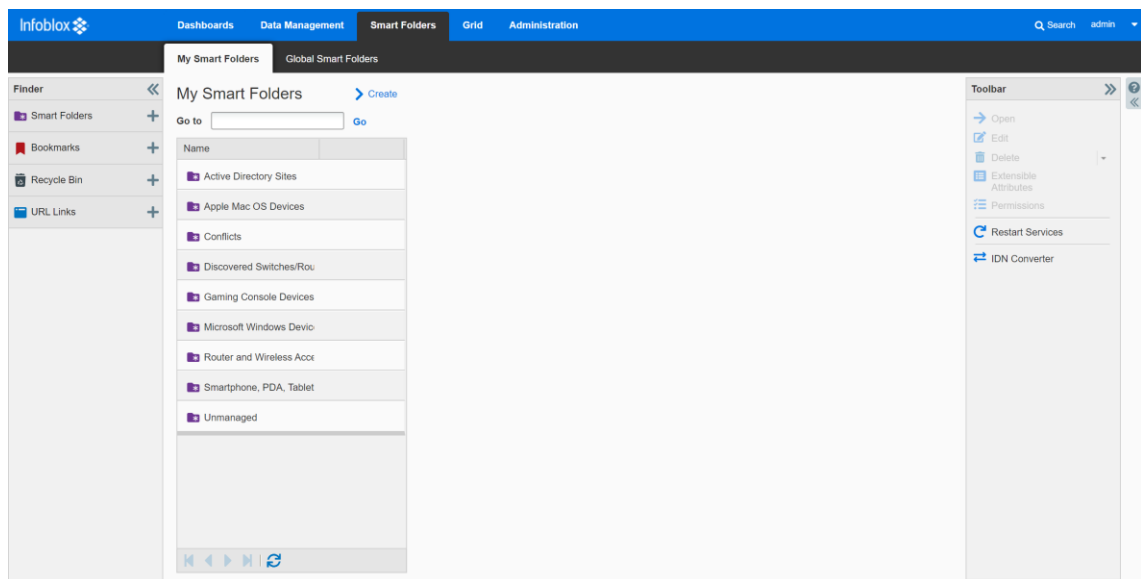 Infoblox
Dashboards Data Management Smart Folders Grid Administration
Search admin
My Smart Folders Global Smart Folders
Finder
Smart Folders
Bookmarks
Recycle Bin
URL Links
My Smart Folders Create
Go to Go
Name
Active Directory Sites
Apple Mac OS Devices
Conflicts
Discovered Switches/Rou
Gaming Console Devices
Microsoft Windows Devic
Router and Wireless Acce
Smartphone, PDA, Tablet
Unmanaged
Toolbar
Open
Edit
Delete
Extensible
Attributes
Permissions
Restart Services
IDN Converter